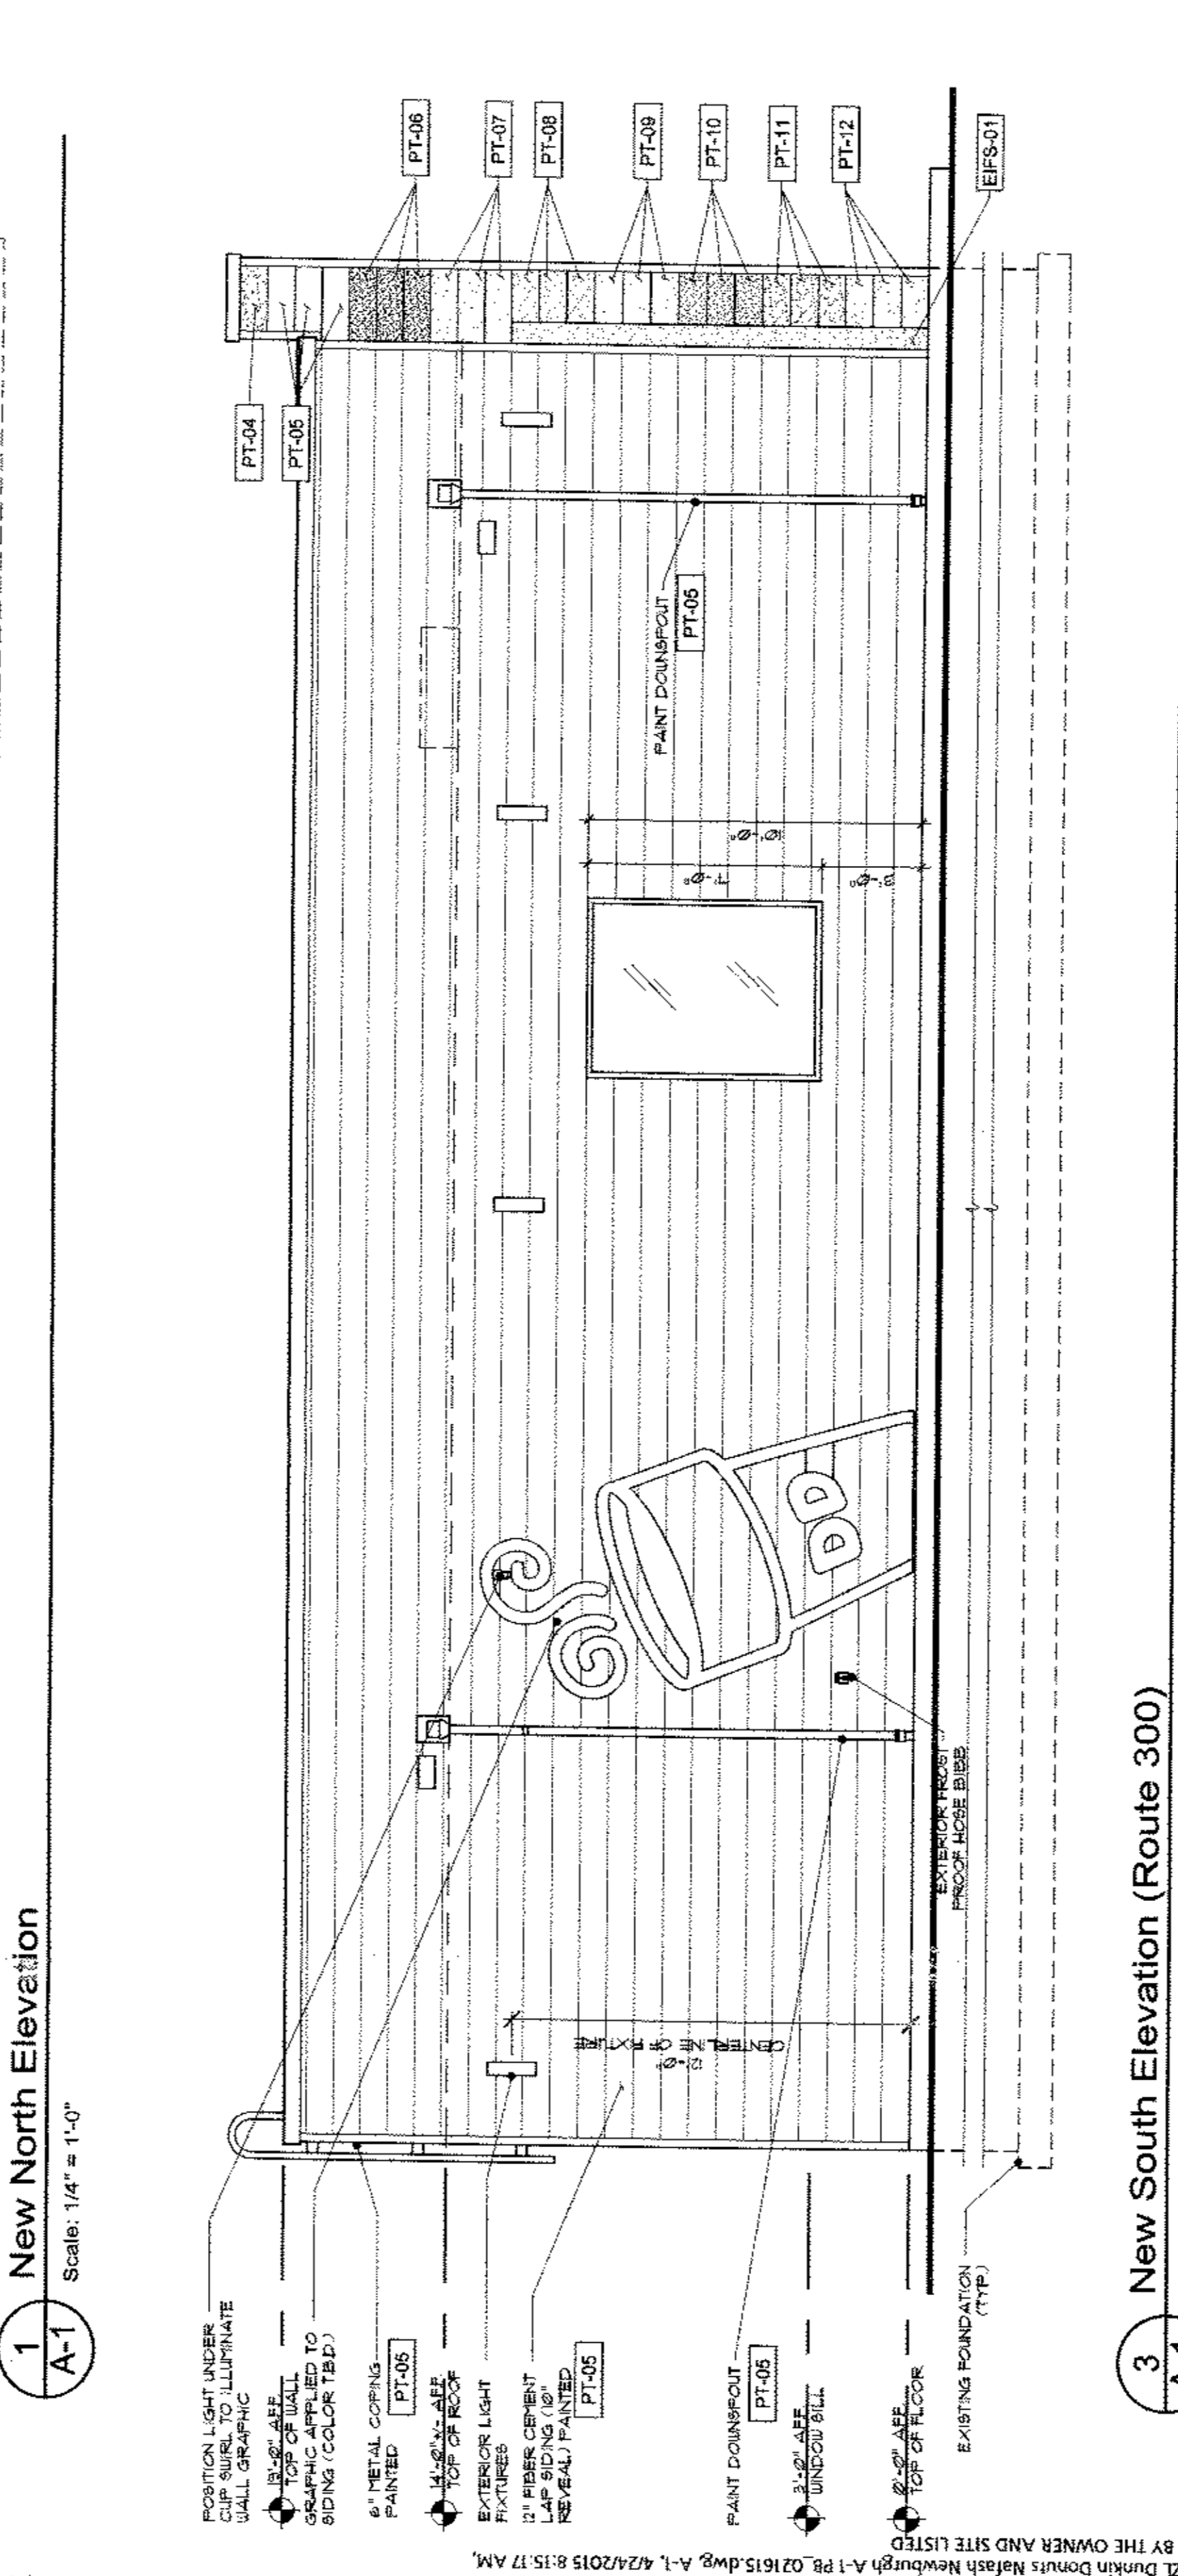 1
A-1
New North Elevation
Scale: 1/4" = 1'-0"
PT-04
PT-05
PT-06
PT-07
PT-08
PT-09
PT-10
PT-11
PT-12
EIFS-01
POSITION LIGHT UNDER
CUP SWIRL TO ILLUMINATE
WALL GRAPHIC
AFF
TOP OF WALL
GRAPHIC APPLIED TO
SIDING (COLOR T.B.D.)
6" METAL COPING
PAINTED
PT-05
14'-0"+/- AFF
TOP OF ROOF
EXTERIOR LIGHT
FIXTURES
12" FIBER CEMENT
LAP SIDING (10"
REVEAL) PAINTED
PT-05
PAINT DOWNSPOUT
PT-05
3'-0" AFF
WINDOW SILL
0'-0" AFF
TOP OF FLOOR
EXISTING FOUNDATION
(TYP.)
12'-0"
CENTERLINE OF FIXTURE
EXTERIOR FROST
PROOF HOSE BIBB
DD
7'-0"
3'-0"
10'-0"
PAINT DOWNSPOUT
PT-05
3
New South Elevation (Route 300)
Dunkin Donuts Nafash Newburgh A-1 PB_021615.dwg, A-1, 4/24/2015 8:15:17 AM,
BY THE OWNER AND SITE LISTED